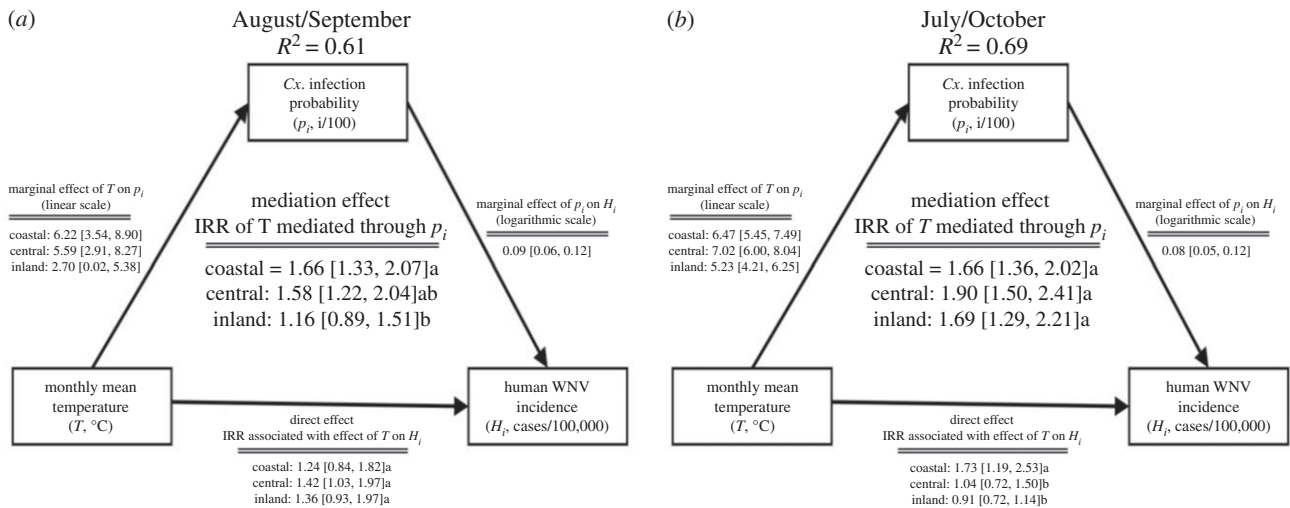 (a)
August/September
R² = 0.61
Cx. infection
probability
(pᵢ, i/100)
marginal effect of T on pᵢ
(linear scale)
coastal: 6.22 [3.54, 8.90]
central: 5.59 [2.91, 8.27]
inland: 2.70 [0.02, 5.38]
mediation effect
IRR of T mediated through pᵢ
coastal = 1.66 [1.33, 2.07]a
central: 1.58 [1.22, 2.04]ab
inland: 1.16 [0.89, 1.51]b
marginal effect of pᵢ on Hᵢ
(logarithmic scale)
0.09 [0.06, 0.12]
monthly mean
temperature
(T, °C)
human WNV
incidence
(Hᵢ, cases/100,000)
direct effect
IRR associated with effect of T on Hᵢ
coastal: 1.24 [0.84, 1.82]a
central: 1.42 [1.03, 1.97]a
inland: 1.36 [0.93, 1.97]a
(b)
July/October
R² = 0.69
Cx. infection
probability
(pᵢ, i/100)
marginal effect of T on pᵢ
(linear scale)
coastal: 6.47 [5.45, 7.49]
central: 7.02 [6.00, 8.04]
inland: 5.23 [4.21, 6.25]
mediation effect
IRR of T mediated through pᵢ
coastal = 1.66 [1.36, 2.02]a
central: 1.90 [1.50, 2.41]a
inland: 1.69 [1.29, 2.21]a
marginal effect of pᵢ on Hᵢ
(logarithmic scale)
0.08 [0.05, 0.12]
monthly mean
temperature
(T, °C)
human WNV
incidence
(Hᵢ, cases/100,000)
direct effect
IRR associated with effect of T on Hᵢ
coastal: 1.73 [1.19, 2.53]a
central: 1.04 [0.72, 1.50]b
inland: 0.91 [0.72, 1.14]b